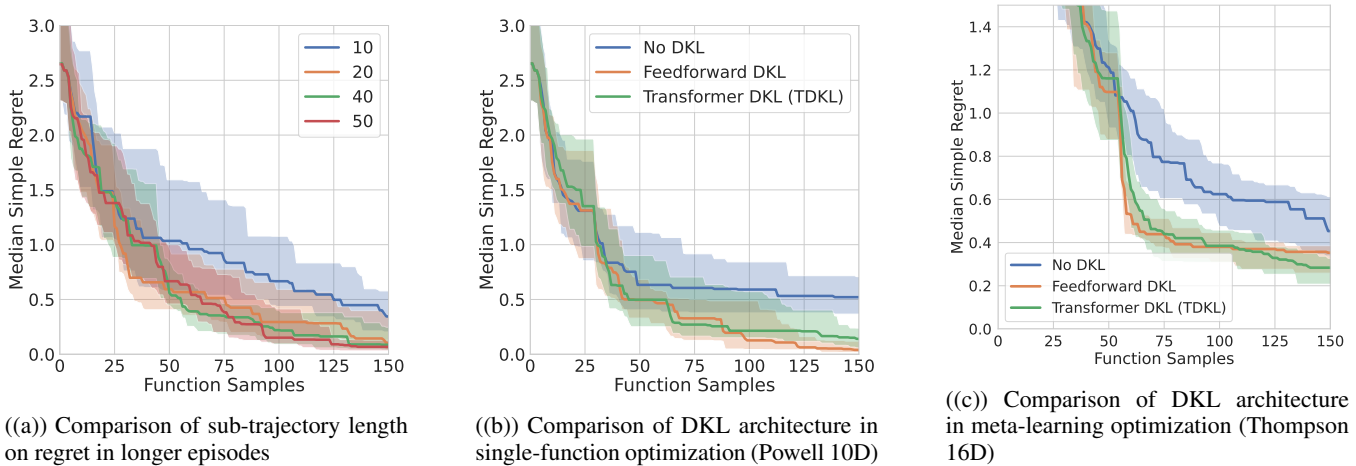 3.0
2.5
2.0
1.5
1.0
0.5
0.0
Median Simple Regret
10
20
40
50
0 25 50 75 100 125 150
Function Samples
((a)) Comparison of sub-trajectory length
on regret in longer episodes
3.0
2.5
2.0
1.5
1.0
0.5
0.0
Median Simple Regret
No DKL
Feedforward DKL
Transformer DKL (TDKL)
0 25 50 75 100 125 150
Function Samples
((b)) Comparison of DKL architecture in
single-function optimization (Powell 10D)
1.4
1.2
1.0
0.8
0.6
0.4
0.2
0.0
Median Simple Regret
No DKL
Feedforward DKL
Transformer DKL (TDKL)
0 25 50 75 100 125 150
Function Samples
((c)) Comparison of DKL architecture
in meta-learning optimization (Thompson
16D)